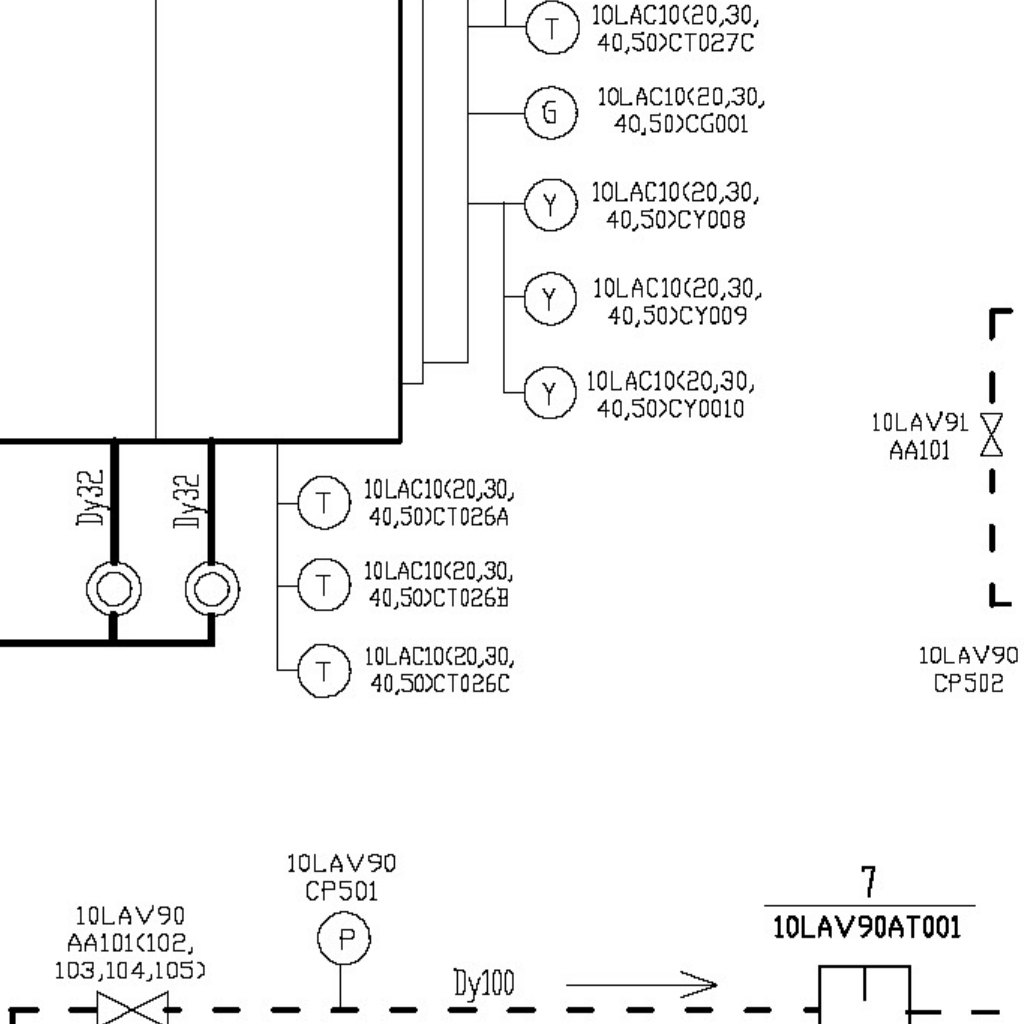 T
10LAC10(20,30,
40,50)CT027C
G
10LAC10(20,30,
40,50)CG001
Y
10LAC10(20,30,
40,50)CY008
Y
10LAC10(20,30,
40,50)CY009
Y
10LAC10(20,30,
40,50)CY0010
10LAV91
AA101
Dy32
Dy32
T
10LAC10(20,30,
40,50)CT026A
T
10LAC10(20,30,
40,50)CT026B
T
10LAC10(20,30,
40,50)CT026C
10LAV90
CP502
10LAV90
CP501
P
10LAV90
AA101(102,
103,104,105)
Dy100
7
10LAV90AT001